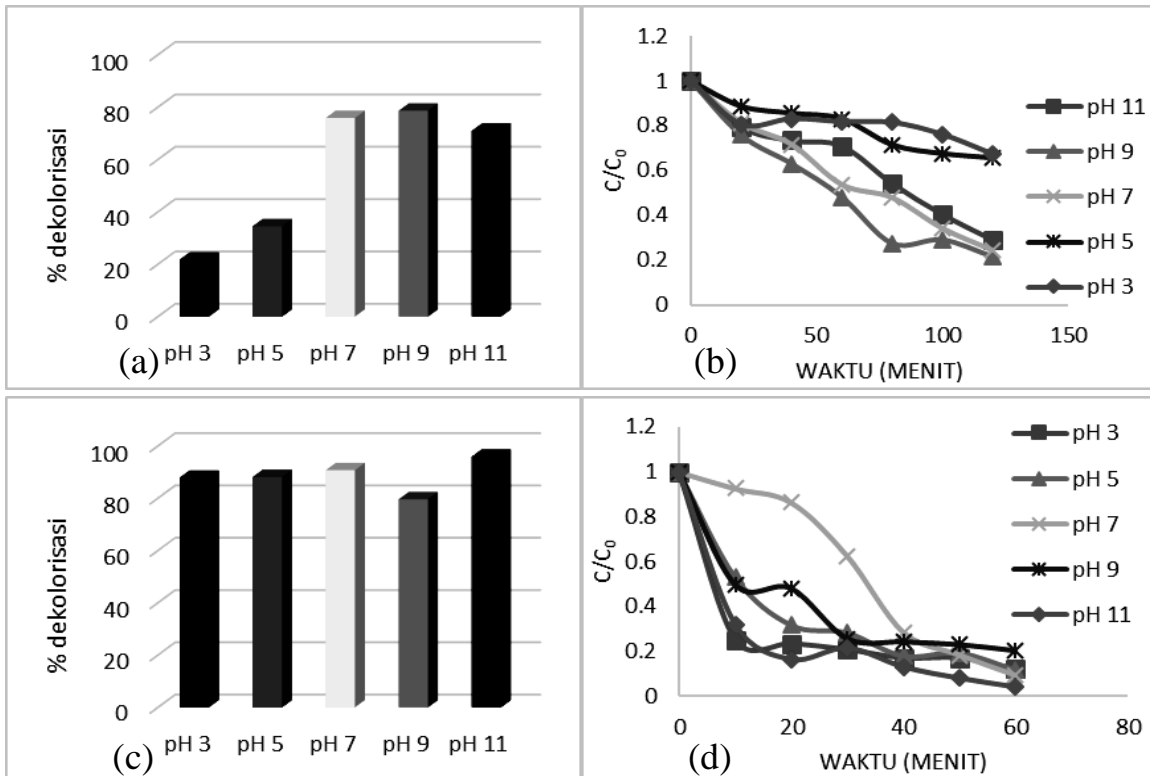 100
80
60
40
20
0
% dekolorisasi
pH 3 pH 5 pH 7 pH 9 pH 11
(a)
1.2
1
0.8
0.6
0.4
0.2
0
C/C₀
0 50 100 150
WAKTU (MENIT)
pH 11
pH 9
pH 7
pH 5
pH 3
(b)
100
80
60
40
20
0
% dekolorisasi
pH 3 pH 5 pH 7 pH 9 pH 11
(c)
1.2
1
0.8
0.6
0.4
0.2
0
C/C₀
0 20 40 60 80
WAKTU (MENIT)
pH 3
pH 5
pH 7
pH 9
pH 11
(d)